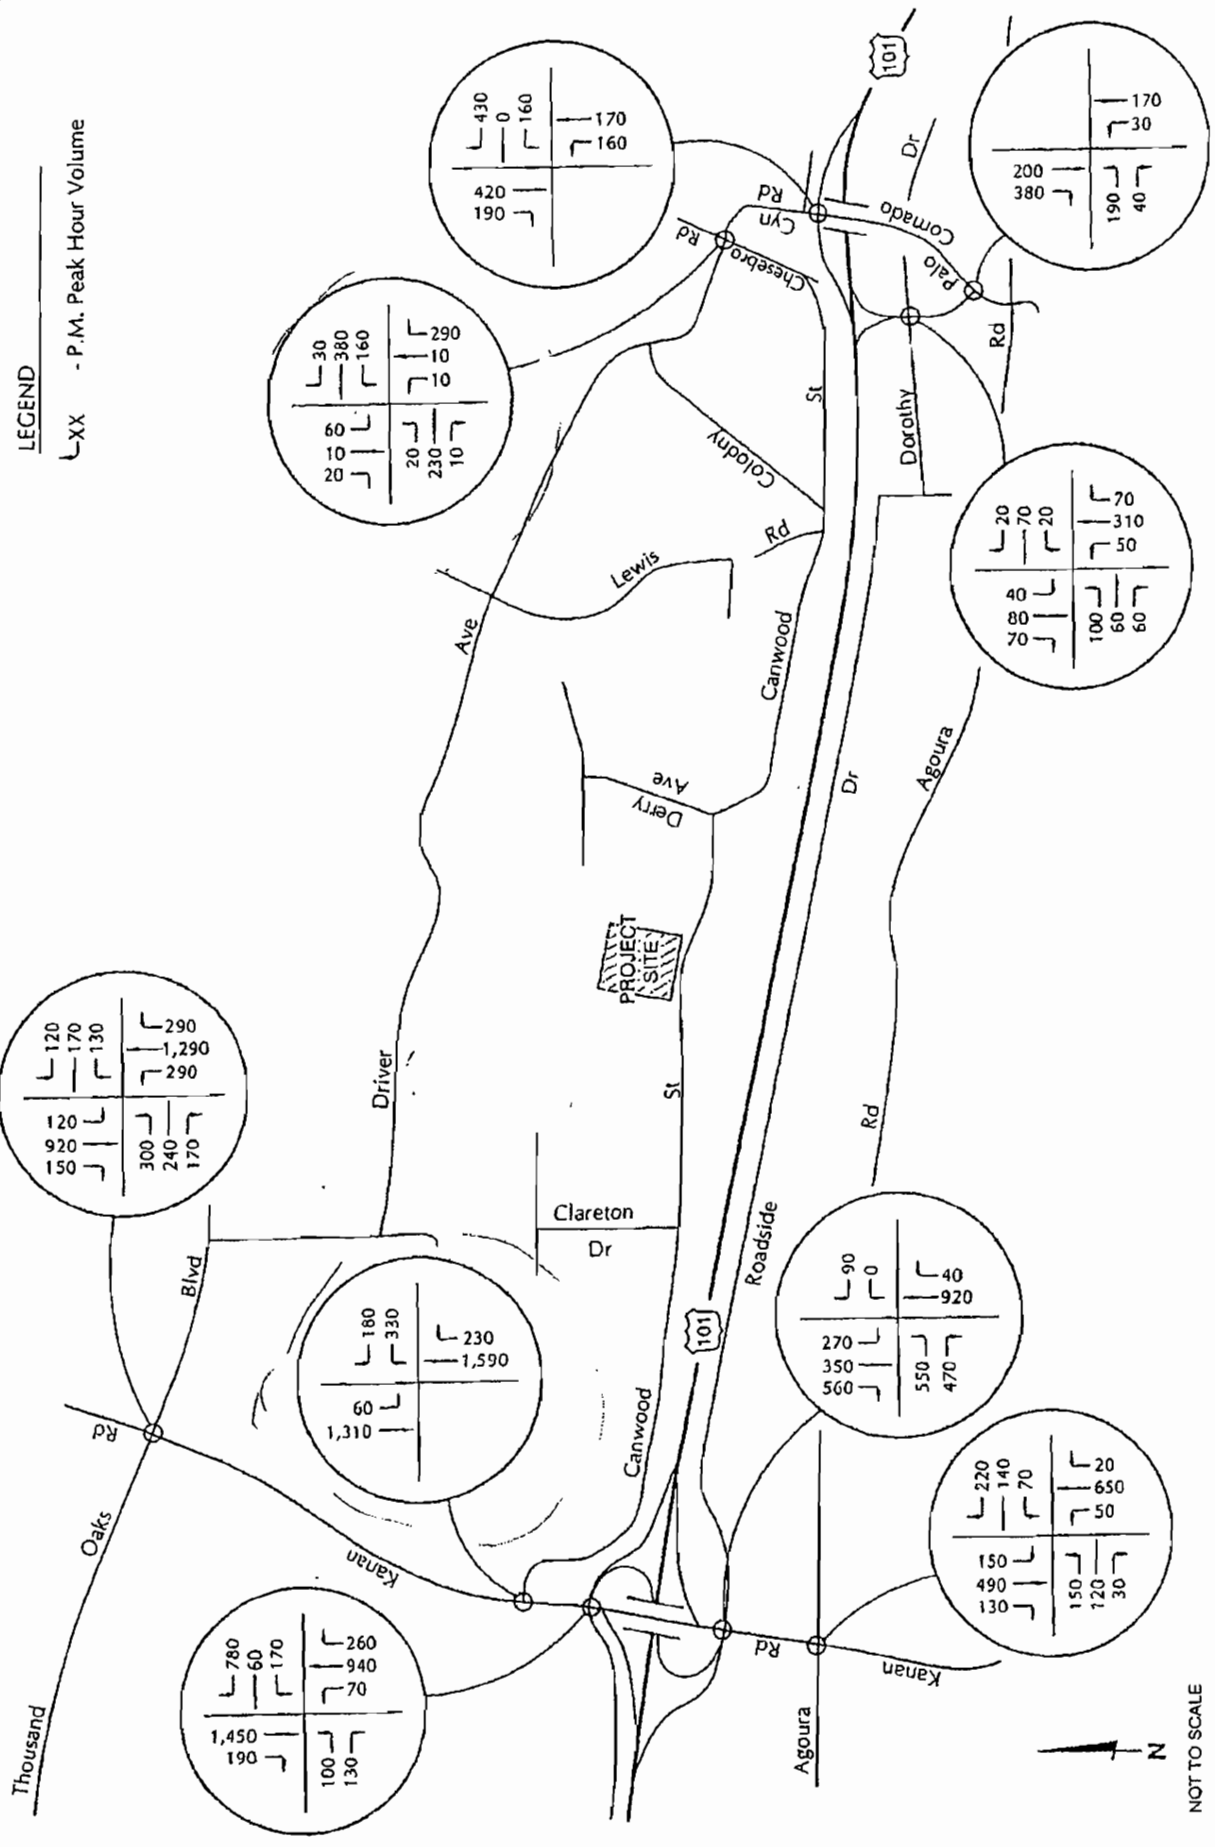 LEGEND
XX - P.M. Peak Hour Volume
430
0
160
170
160
420
190
101
170
30
200
380
190
40
30
380
160
290
10
10
60
10
20
20
230
10
Rd
Cyn
Rd
Chesebro
Dr
Comado
Palo
Rd
St
Colodny
Dorothy
Rd
Lewis
Ave
Canwood
20
70
20
70
310
50
40
80
70
100
60
60
Ave
Derry
Dr
Agoura
PROJECT
SITE
120
170
130
290
1,290
290
120
920
150
300
240
170
Driver
St
Rd
Clareton
Dr
Roadside
Blvd
101
180
330
230
1,590
60
1,310
90
0
40
920
270
350
560
550
470
Rd
Oaks
Canwood
Kanan
220
140
70
20
650
50
150
490
130
150
120
30
780
60
170
260
940
70
1,450
190
100
130
Rd
Kanan
Thousand
Agoura
N
NOT TO SCALE